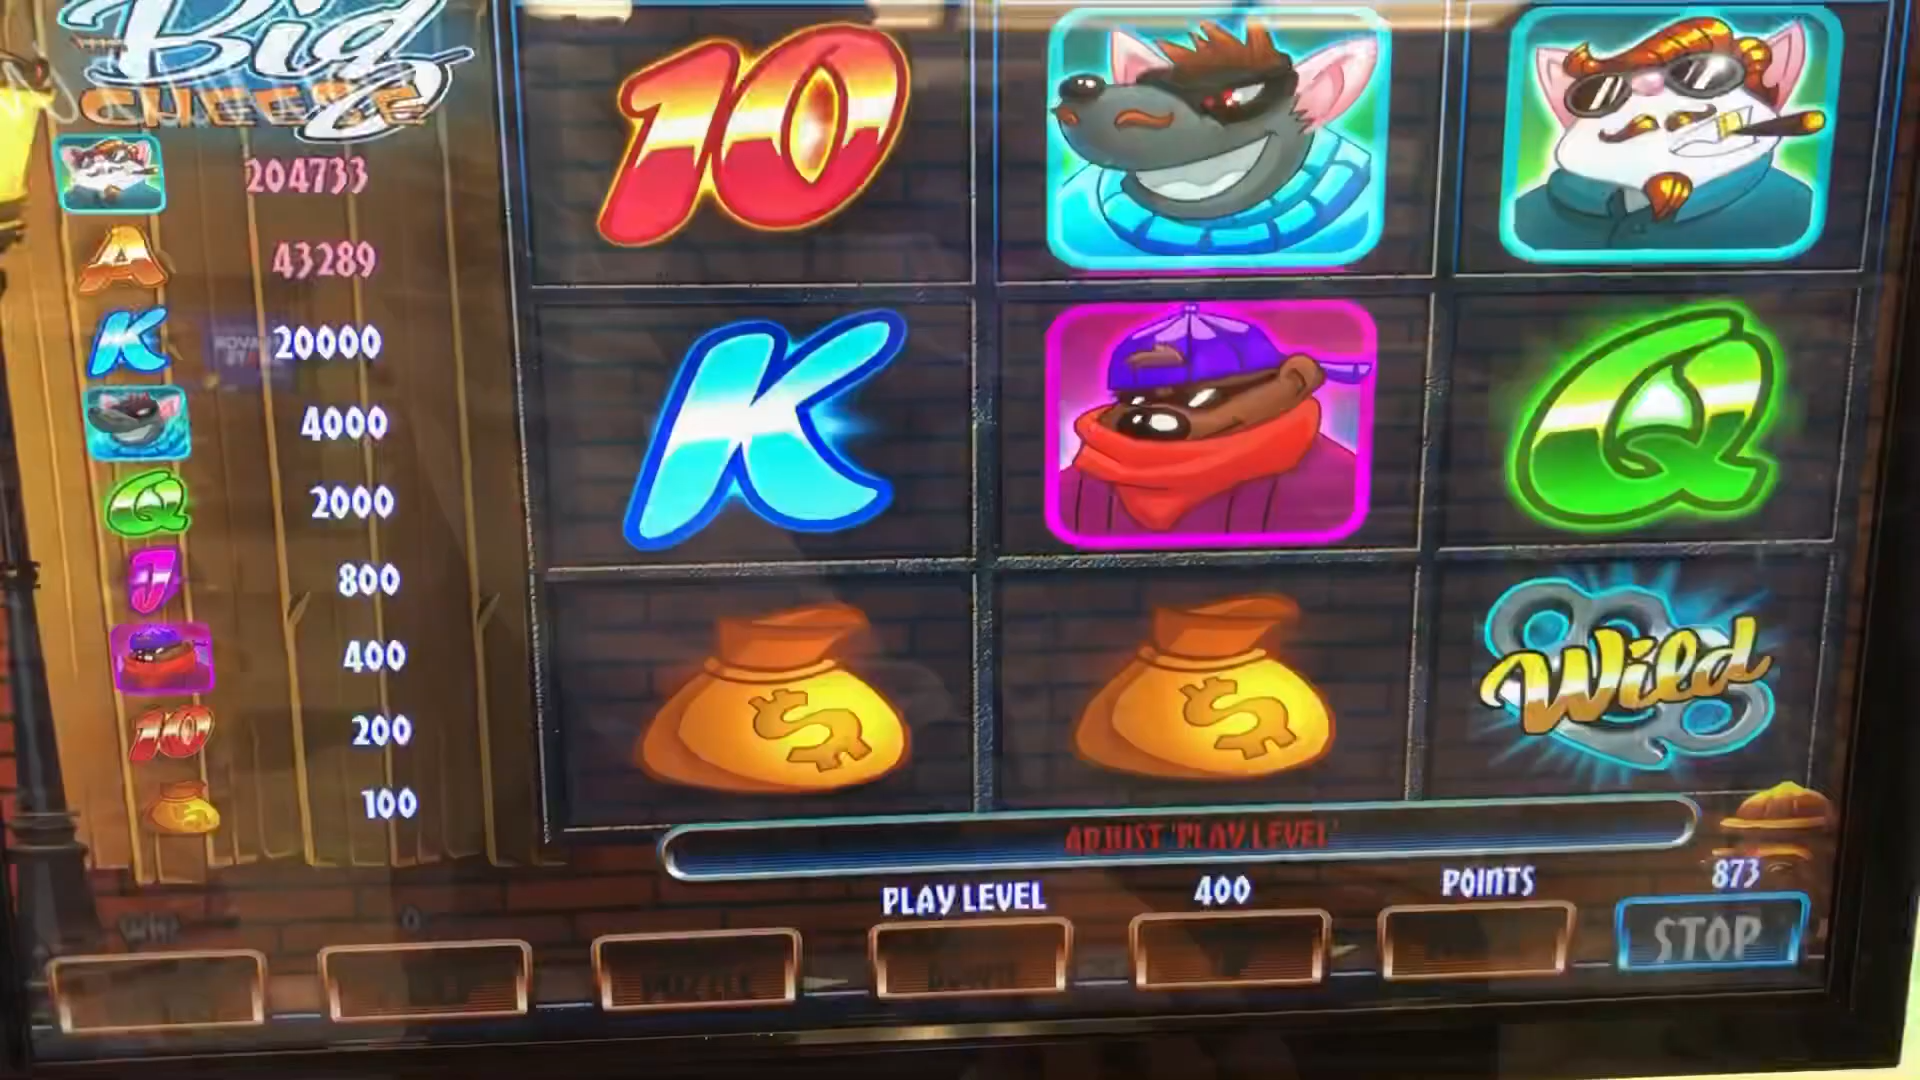 Big
CHEESE
204733
A 43289
K 20000
4000
Q 2000
J 800
400
10 200
100
10
K
Q
Wild
ADJUST 'PLAY LEVEL'
PLAY LEVEL 400 POINTS 873
STOP